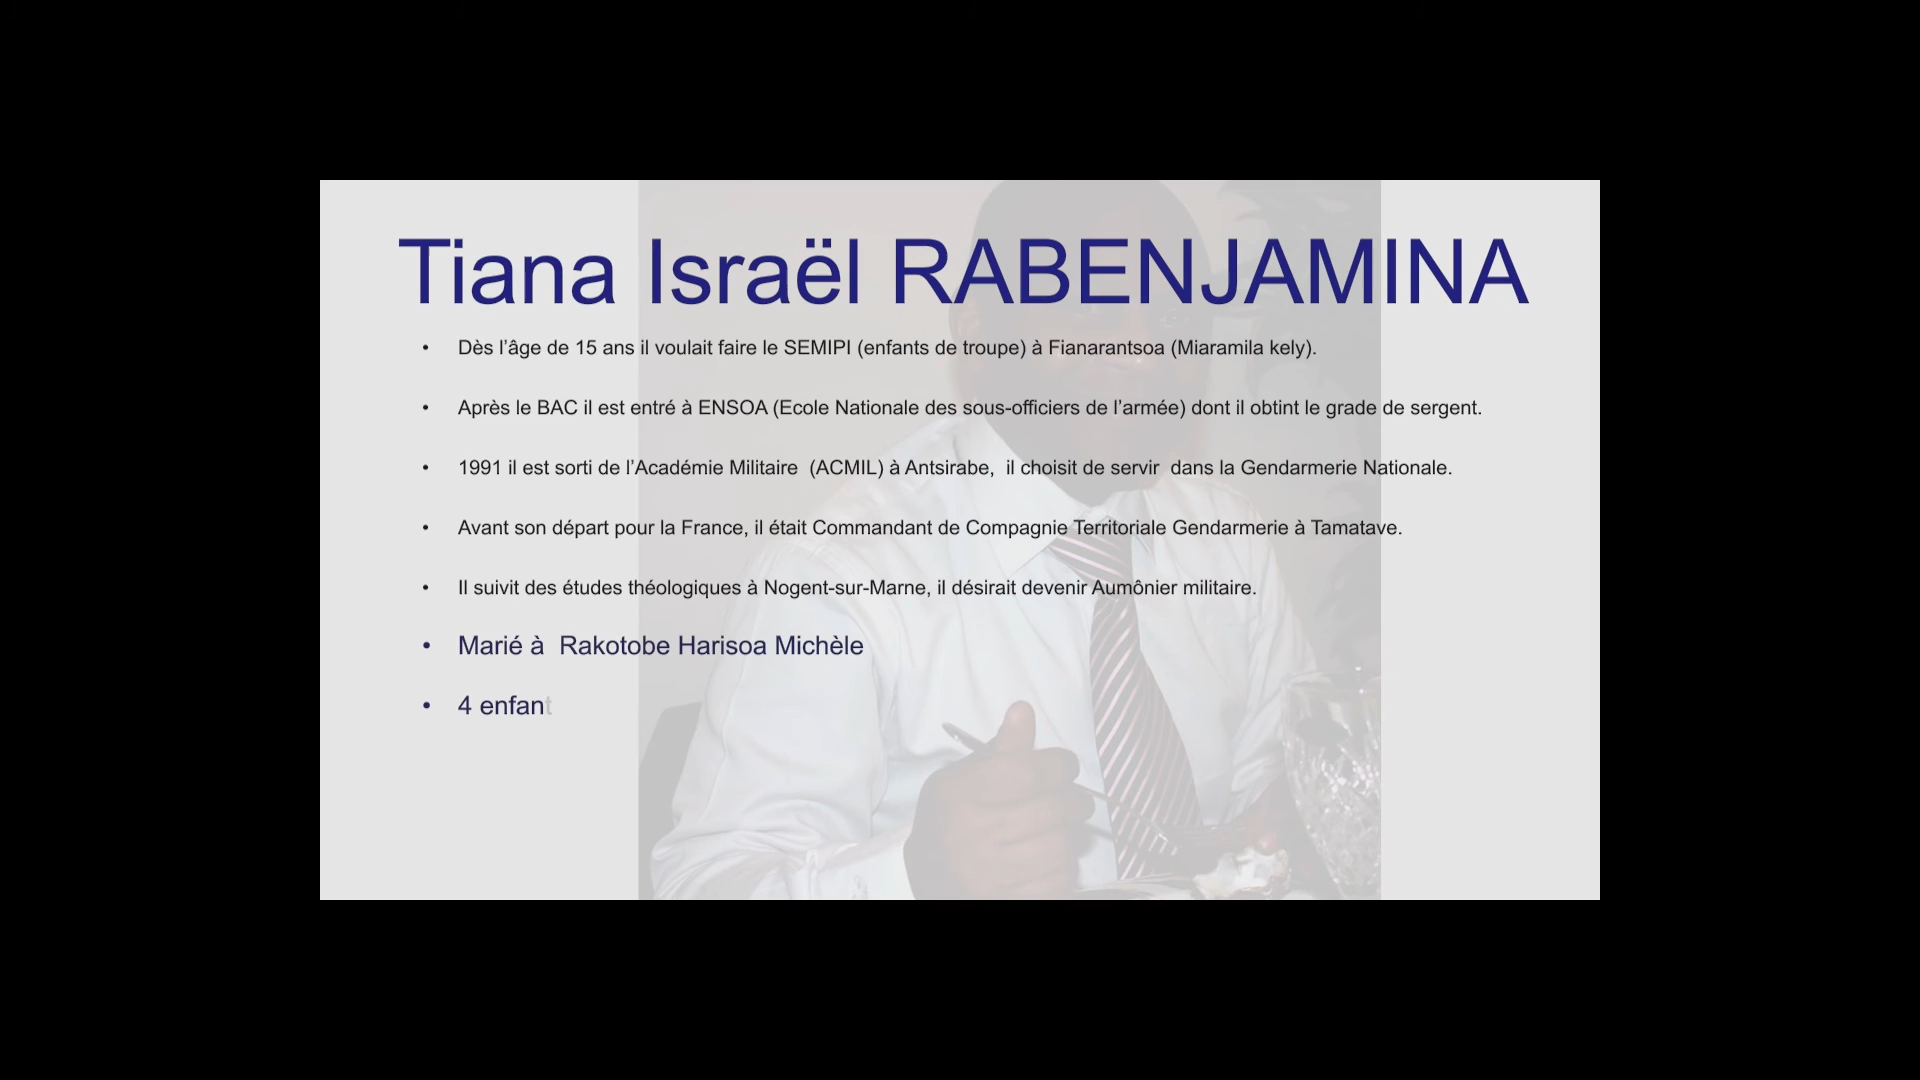 Tiana Israël RABENJAMINA
• Dès l’âge de 15 ans il voulait faire le SEMIPI (enfants de troupe) à Fianarantsoa (Miaramila kely).
• Après le BAC il est entré à ENSOA (Ecole Nationale des sous-officiers de l’armée) dont il obtint le grade de sergent.
• 1991 il est sorti de l’Académie Militaire (ACMIL) à Antsirabe, il choisit de servir dans la Gendarmerie Nationale.
• Avant son départ pour la France, il était Commandant de Compagnie Territoriale Gendarmerie à Tamatave.
• Il suivit des études théologiques à Nogent-sur-Marne, il désirait devenir Aumônier militaire.
• Marié à Rakotobe Harisoa Michèle
• 4 enfant